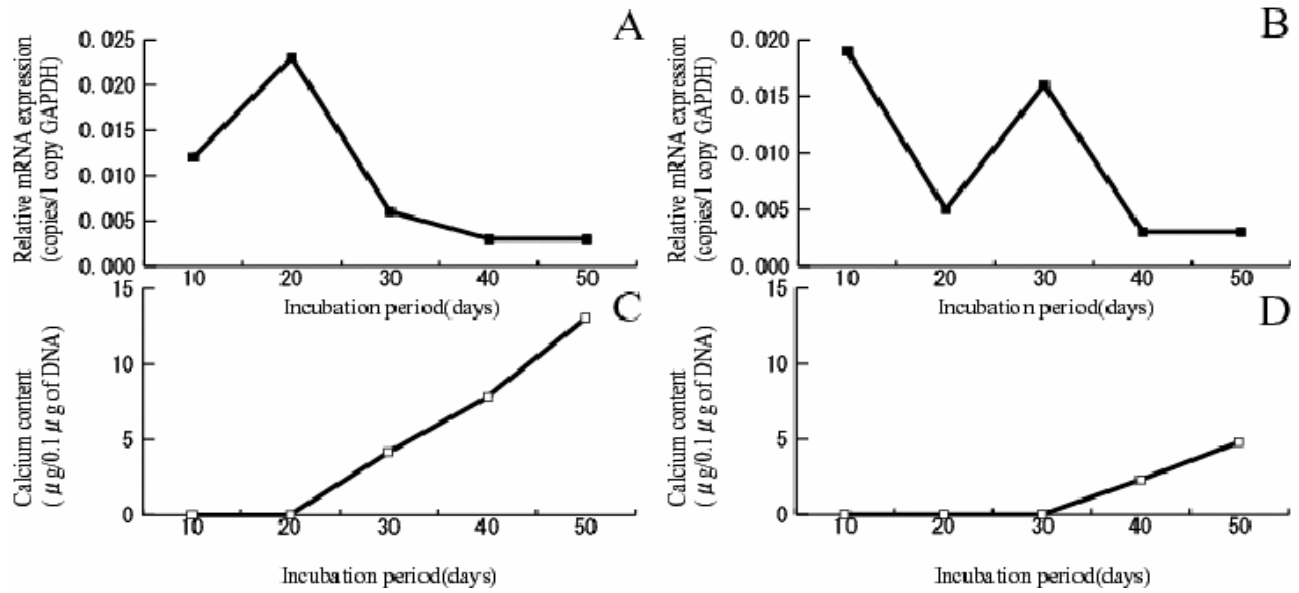 A
Relative mRNA expression
(copies/1 copy GAPDH)
0.025
0.020
0.015
0.010
0.005
0.000
10 20 30 40 50
Incubation period(days)
B
Relative mRNA expression
(copies/1 copy GAPDH)
0.020
0.015
0.010
0.005
0.000
10 20 30 40 50
Incubation period(days)
C
Calcium content
(μg/0.1μg of DNA)
15
10
5
0
10 20 30 40 50
Incubation period(days)
D
Calcium content
(μg/0.1μg of DNA)
15
10
5
0
10 20 30 40 50
Incubation period(days)